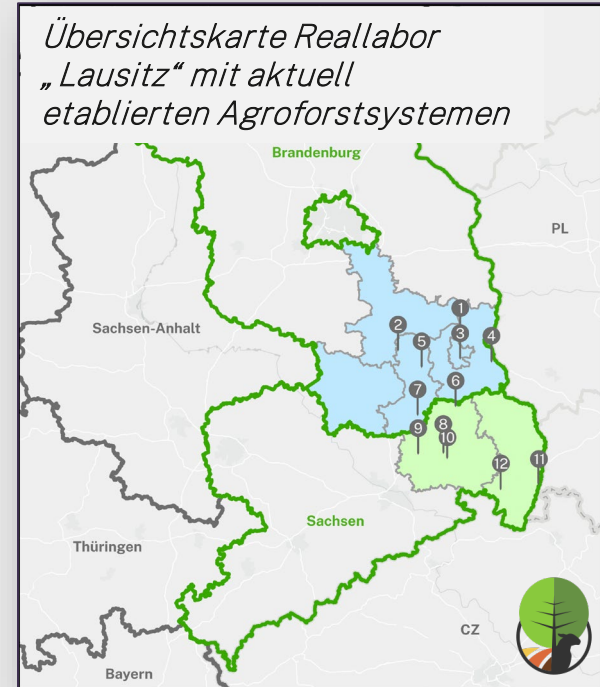 Übersichtskarte Reallabor
„Lausitz“ mit aktuell
etablierten Agroforstsystemen
Brandenburg
PL
Sachsen-Anhalt
1
2
3
4
5
6
7
8
9
10
11
12
Sachsen
Thüringen
CZ
Bayern